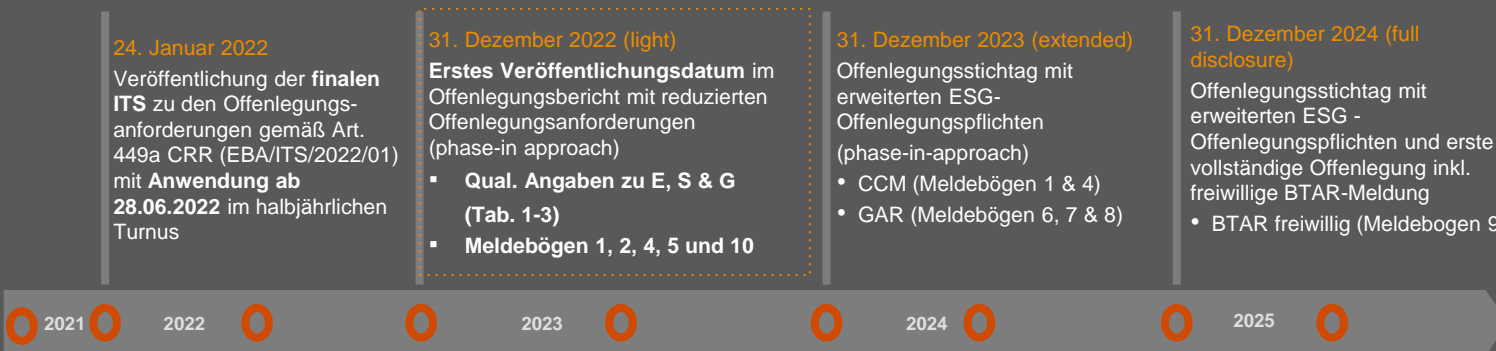 24. Januar 2022
Veröffentlichung der finalen
ITS zu den Offenlegungs-
anforderungen gemäß Art.
449a CRR (EBA/ITS/2022/01)
mit Anwendung ab
28.06.2022 im halbjährlichen
Turnus
31. Dezember 2022 (light)
Erstes Veröffentlichungsdatum im
Offenlegungsbericht mit reduzierten
Offenlegungsanforderungen
(phase-in approach)
▪ Qual. Angaben zu E, S & G
(Tab. 1-3)
▪ Meldebögen 1, 2, 4, 5 und 10
31. Dezember 2023 (extended)
Offenlegungsstichtag mit
erweiterten ESG-
Offenlegungspflichten
(phase-in-approach)
• CCM (Meldebögen 1 & 4)
• GAR (Meldebögen 6, 7 & 8)
31. Dezember 2024 (full
disclosure)
Offenlegungsstichtag mit
erweiterten ESG -
Offenlegungspflichten und erste
vollständige Offenlegung inkl.
freiwillige BTAR-Meldung
• BTAR freiwillig (Meldebogen 9
2021 2022 2023 2024 2025